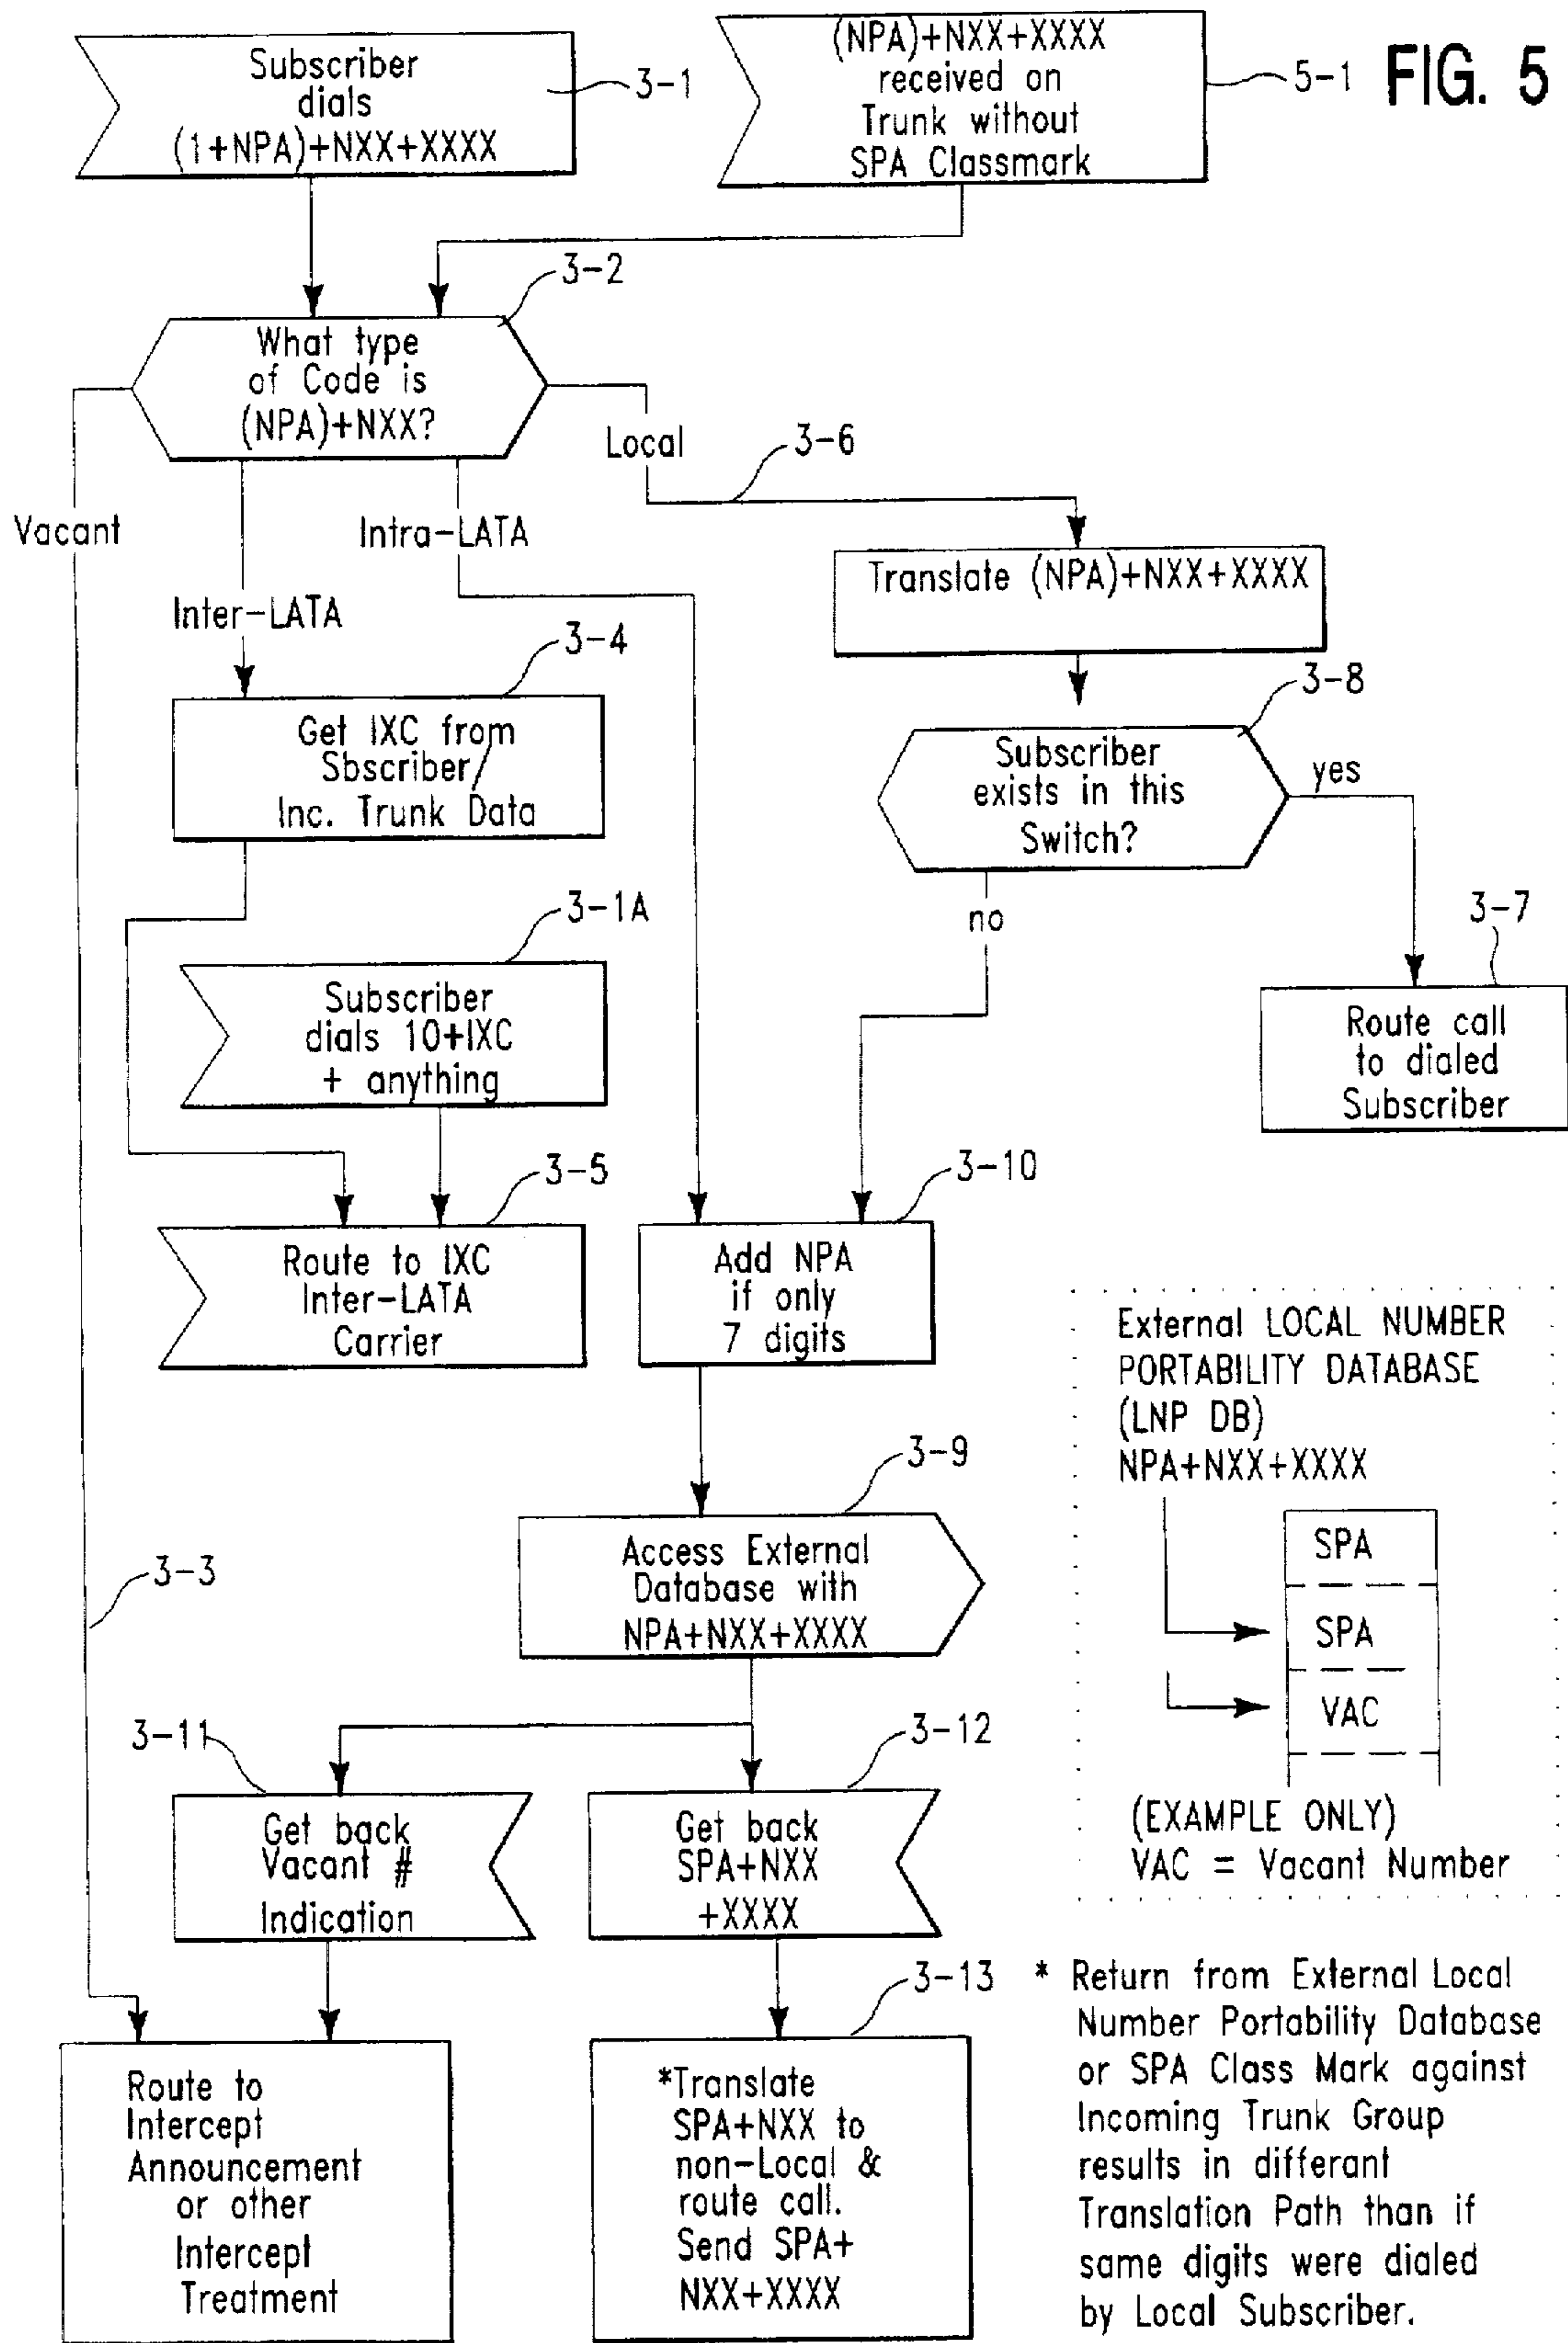 FIG. 5
Subscriber
dials
(1+NPA)+NXX+XXXX
3-1
(NPA)+NXX+XXXX
received on
Trunk without
SPA Classmark
5-1
3-2
What type
of Code is
(NPA)+NXX?
Vacant
Inter-LATA
Intra-LATA
Local
3-6
Translate (NPA)+NXX+XXXX
3-4
Get IXC from
Sbscriber/
Inc. Trunk Data
3-8
Subscriber
exists in this
Switch?
yes
no
3-7
Route call
to dialed
Subscriber
3-1A
Subscriber
dials 10+IXC
+ anything
3-5
Route to IXC
Inter-LATA
Carrier
3-10
Add NPA
if only
7 digits
External LOCAL NUMBER
PORTABILITY DATABASE
(LNP DB)
NPA+NXX+XXXX
SPA
SPA
VAC
(EXAMPLE ONLY)
VAC = Vacant Number
3-9
Access External
Database with
NPA+NXX+XXXX
3-3
3-11
Get back
Vacant #
Indication
3-12
Get back
SPA+NXX
+XXXX
Route to
Intercept
Announcement
or other
Intercept
Treatment
3-13
*Translate
SPA+NXX to
non-Local &
route call.
Send SPA+
NXX+XXXX
* Return from External Local
Number Portability Database
or SPA Class Mark against
Incoming Trunk Group
results in differant
Translation Path than if
same digits were dialed
by Local Subscriber.